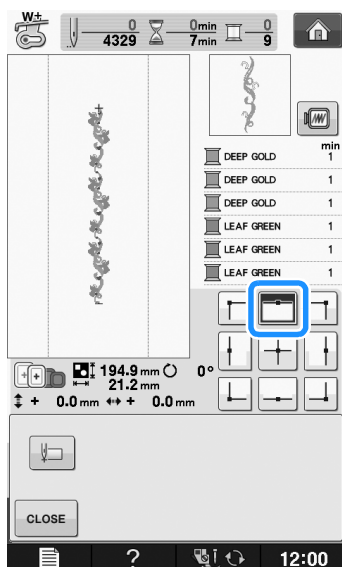 W+
0 0min 0
4329 7min 9
min
DEEP GOLD 1
DEEP GOLD 1
DEEP GOLD 1
LEAF GREEN 1
LEAF GREEN 1
LEAF GREEN 1
194.9 mm 0°
21.2 mm
+ 0.0 mm + 0.0 mm
CLOSE
? 12:00